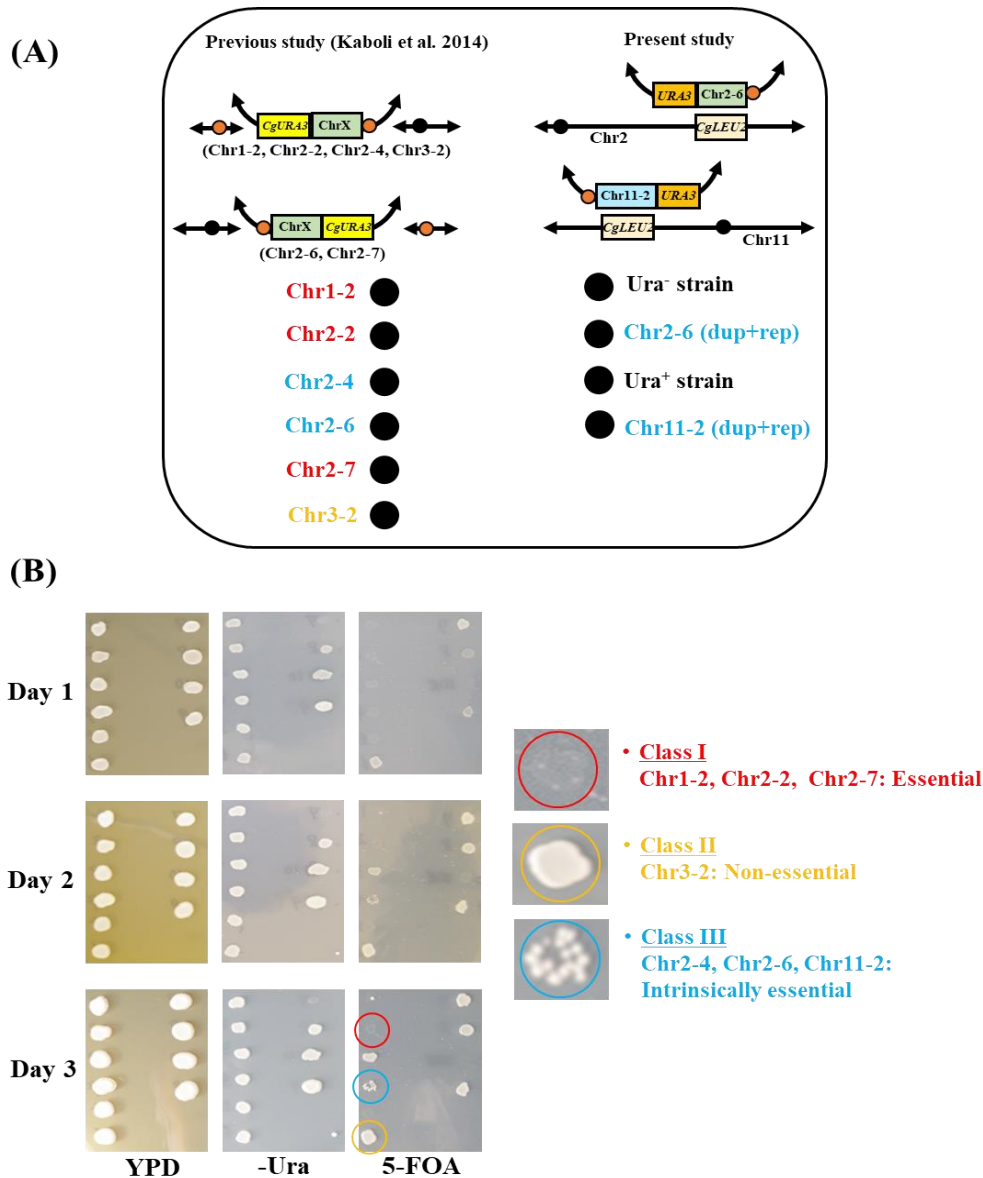 (A)
Previous study (Kaboli et al. 2014)
Present study
CgURA3 ChrX
(Chr1-2, Chr2-2, Chr2-4, Chr3-2)
ChrX CgURA3
(Chr2-6, Chr2-7)
URA3 Chr2-6
Chr2
CgLEU2
Chr11-2 URA3
CgLEU2
Chr11
Chr1-2
Chr2-2
Chr2-4
Chr2-6
Chr2-7
Chr3-2
Ura- strain
Chr2-6 (dup+rep)
Ura+ strain
Chr11-2 (dup+rep)
(B)
Day 1
Day 2
Day 3
YPD
-Ura
5-FOA
• Class I
Chr1-2, Chr2-2, Chr2-7: Essential
• Class II
Chr3-2: Non-essential
• Class III
Chr2-4, Chr2-6, Chr11-2:
Intrinsically essential